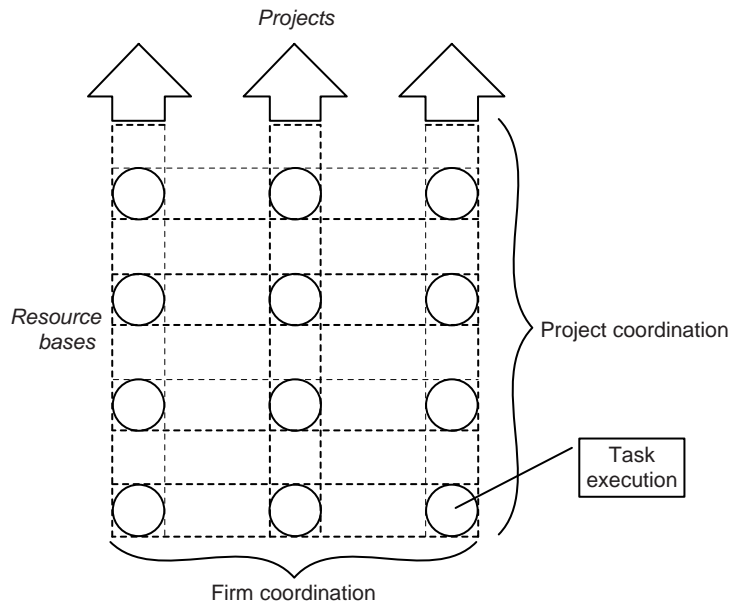 Projects
Resource
bases
Project coordination
Task
execution
Firm coordination